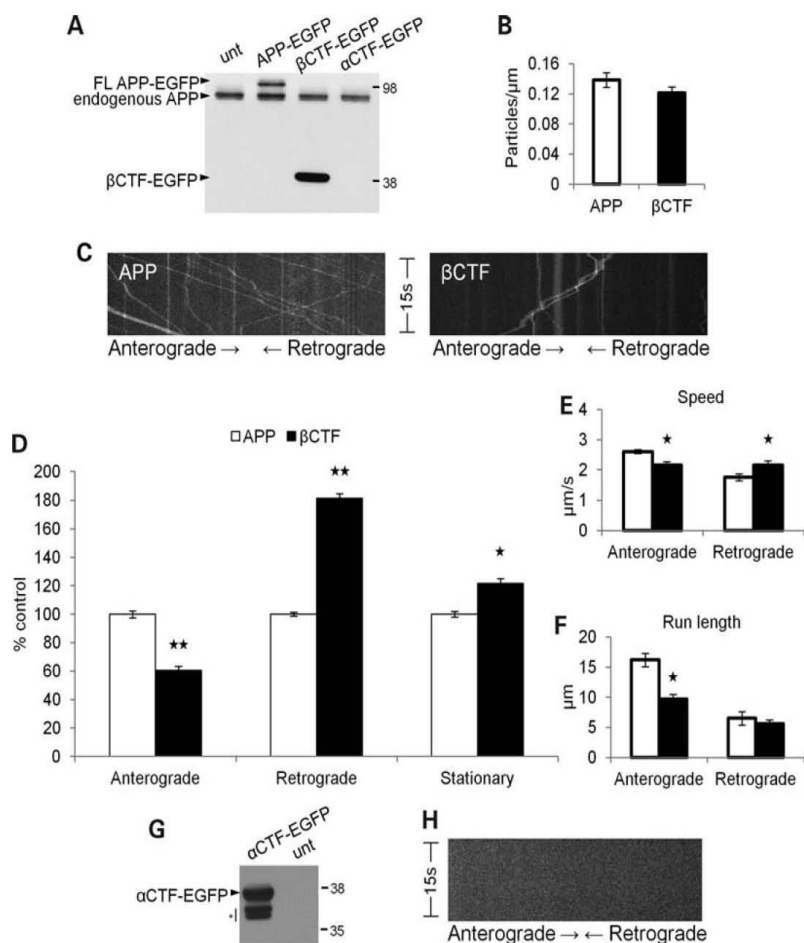 A
unt
APP-EGFP
βCTF-EGFP
αCTF-EGFP
FL APP-EGFP
endogenous APP
βCTF-EGFP
98
38
B
Particles/µm
0.16
0.12
0.08
0.04
0
APP
βCTF
C
APP
15s
βCTF
Anterograde → ← Retrograde
Anterograde → ← Retrograde
D
APP βCTF
% control
200
180
160
140
120
100
80
60
40
20
0
★★
★★
★
Anterograde Retrograde Stationary
E
Speed
µm/s
4
3
2
1
0
★ ★
Anterograde Retrograde
F
Run length
µm
20
15
10
5
0
★
Anterograde Retrograde
G
αCTF-EGFP
unt
αCTF-EGFP
*
38
35
H
15s
Anterograde → ← Retrograde